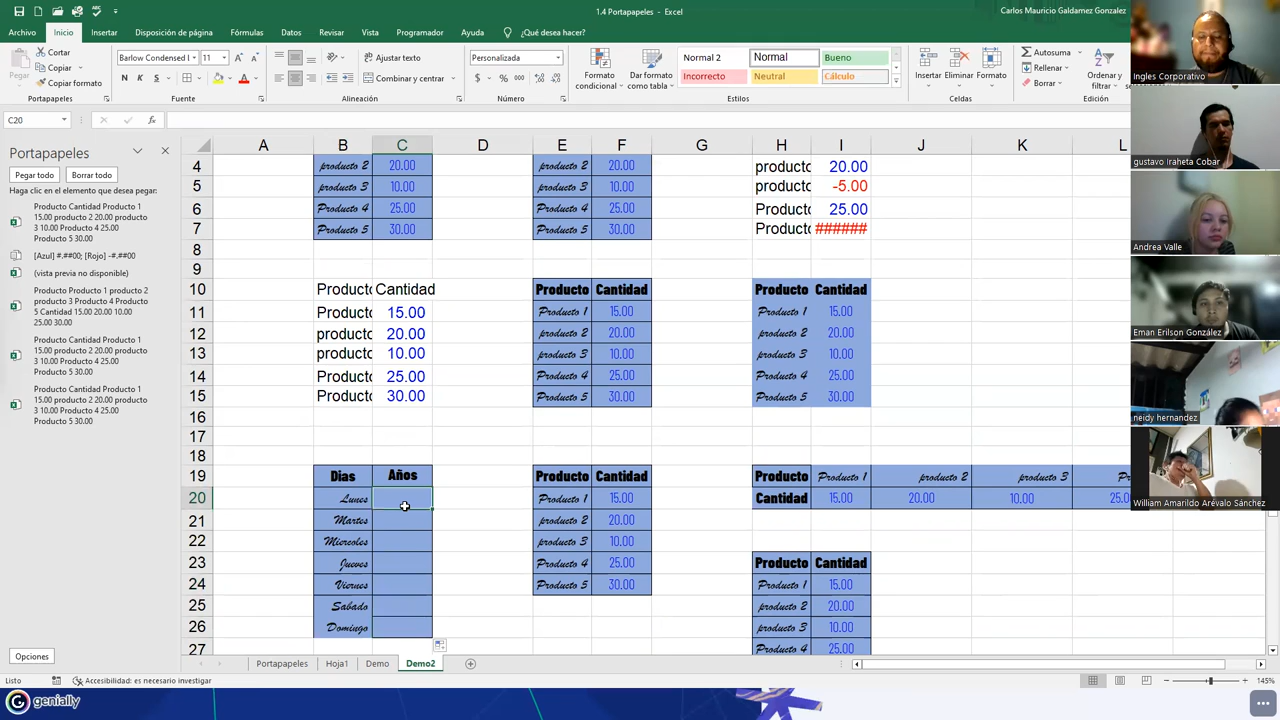 1.4 Portapapeles - Excel
Carlos Mauricio Galdamez Gonzalez
Archivo Inicio Insertar Disposición de página Fórmulas Datos Revisar Vista Programador Ayuda ¿Qué desea hacer?
Pegar
Cortar
Copiar
Copiar formato
Portapapeles
Barlow Condensed 11
N K S
Fuente
Ajustar texto
Combinar y centrar
Alineación
Personalizada
$ % 000
Número
Formato condicional
Dar formato como tabla
Normal 2 Normal Bueno
Incorrecto Neutral Cálculo
Estilos
Insertar Eliminar Formato
Celdas
Autosuma
Rellenar
Borrar
Ordenar y filtrar
Edición
C20
fx
Portapapeles
Pegar todo Borrar todo
Haga clic en el elemento que desea pegar:
Producto Cantidad Producto 1
15.00 producto 2 20.00 producto
3 10.00 Producto 4 25.00
Producto 5 30.00
[Azul] #.##00; [Rojo] -#.##00
(vista previa no disponible)
Producto Producto 1 producto 2
producto 3 Producto 4 Producto
5 Cantidad 15.00 20.00 10.00
25.00 30.00
Producto Cantidad Producto 1
15.00 producto 2 20.00 producto
3 10.00 Producto 4 25.00
Producto 5 30.00
Producto Cantidad Producto 1
15.00 producto 2 20.00 producto
3 10.00 Producto 4 25.00
Producto 5 30.00
Opciones
A B C D E F G H I J K L
4 producto 2 20.00 producto 2 20.00 producto 20.00
5 producto 3 10.00 producto 3 10.00 producto -5.00
6 Producto 4 25.00 Producto 4 25.00 Producto 25.00
7 Producto 5 30.00 Producto 5 30.00 Producto ######
8
9
10 Producto Cantidad Producto Cantidad Producto Cantidad
11 Producto 15.00 Producto 1 15.00 Producto 1 15.00
12 producto 20.00 producto 2 20.00 producto 2 20.00
13 producto 10.00 producto 3 10.00 producto 3 10.00
14 Producto 25.00 Producto 4 25.00 Producto 4 25.00
15 Producto 30.00 Producto 5 30.00 Producto 5 30.00
16
17
18
19 Dias Años Producto Cantidad Producto Producto 1 producto 2 producto 3
20 Lunes Producto 1 15.00 Cantidad 15.00 20.00 10.00 25.00
21 Martes producto 2 20.00
22 Miercoles producto 3 10.00
23 Jueves Producto 4 25.00 Producto Cantidad
24 Viernes Producto 5 30.00 Producto 1 15.00
25 Sabado producto 2 20.00
26 Domingo producto 3 10.00
27 Producto 4 25.00
Portapapeles Hoja1 Demo Demo2
Listo
Accesibilidad: es necesario investigar
145%
genially
Ingles Corporativo
gustavo Iraheta Cobar
Andrea Valle
Eman Erilson González
neidy hernandez
William Amarildo Arévalo Sánchez